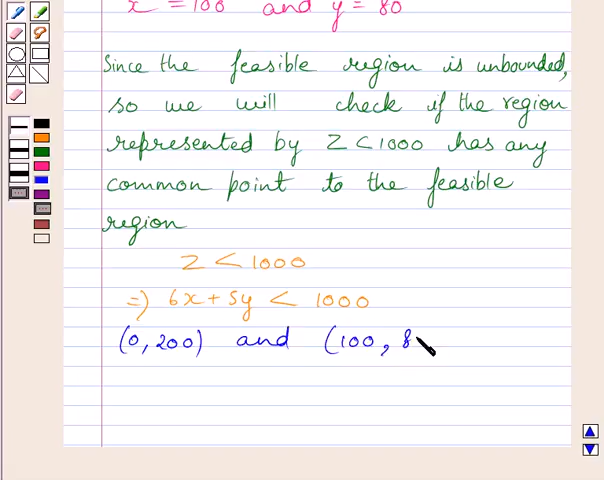 x = 100 and y = 80
Since the feasible region is unbounded,
so we will check if the region
represented by Z < 1000 has any
common point to the feasible
region
Z < 1000
=) 6x + 5y < 1000
(0, 200) and (100, 8